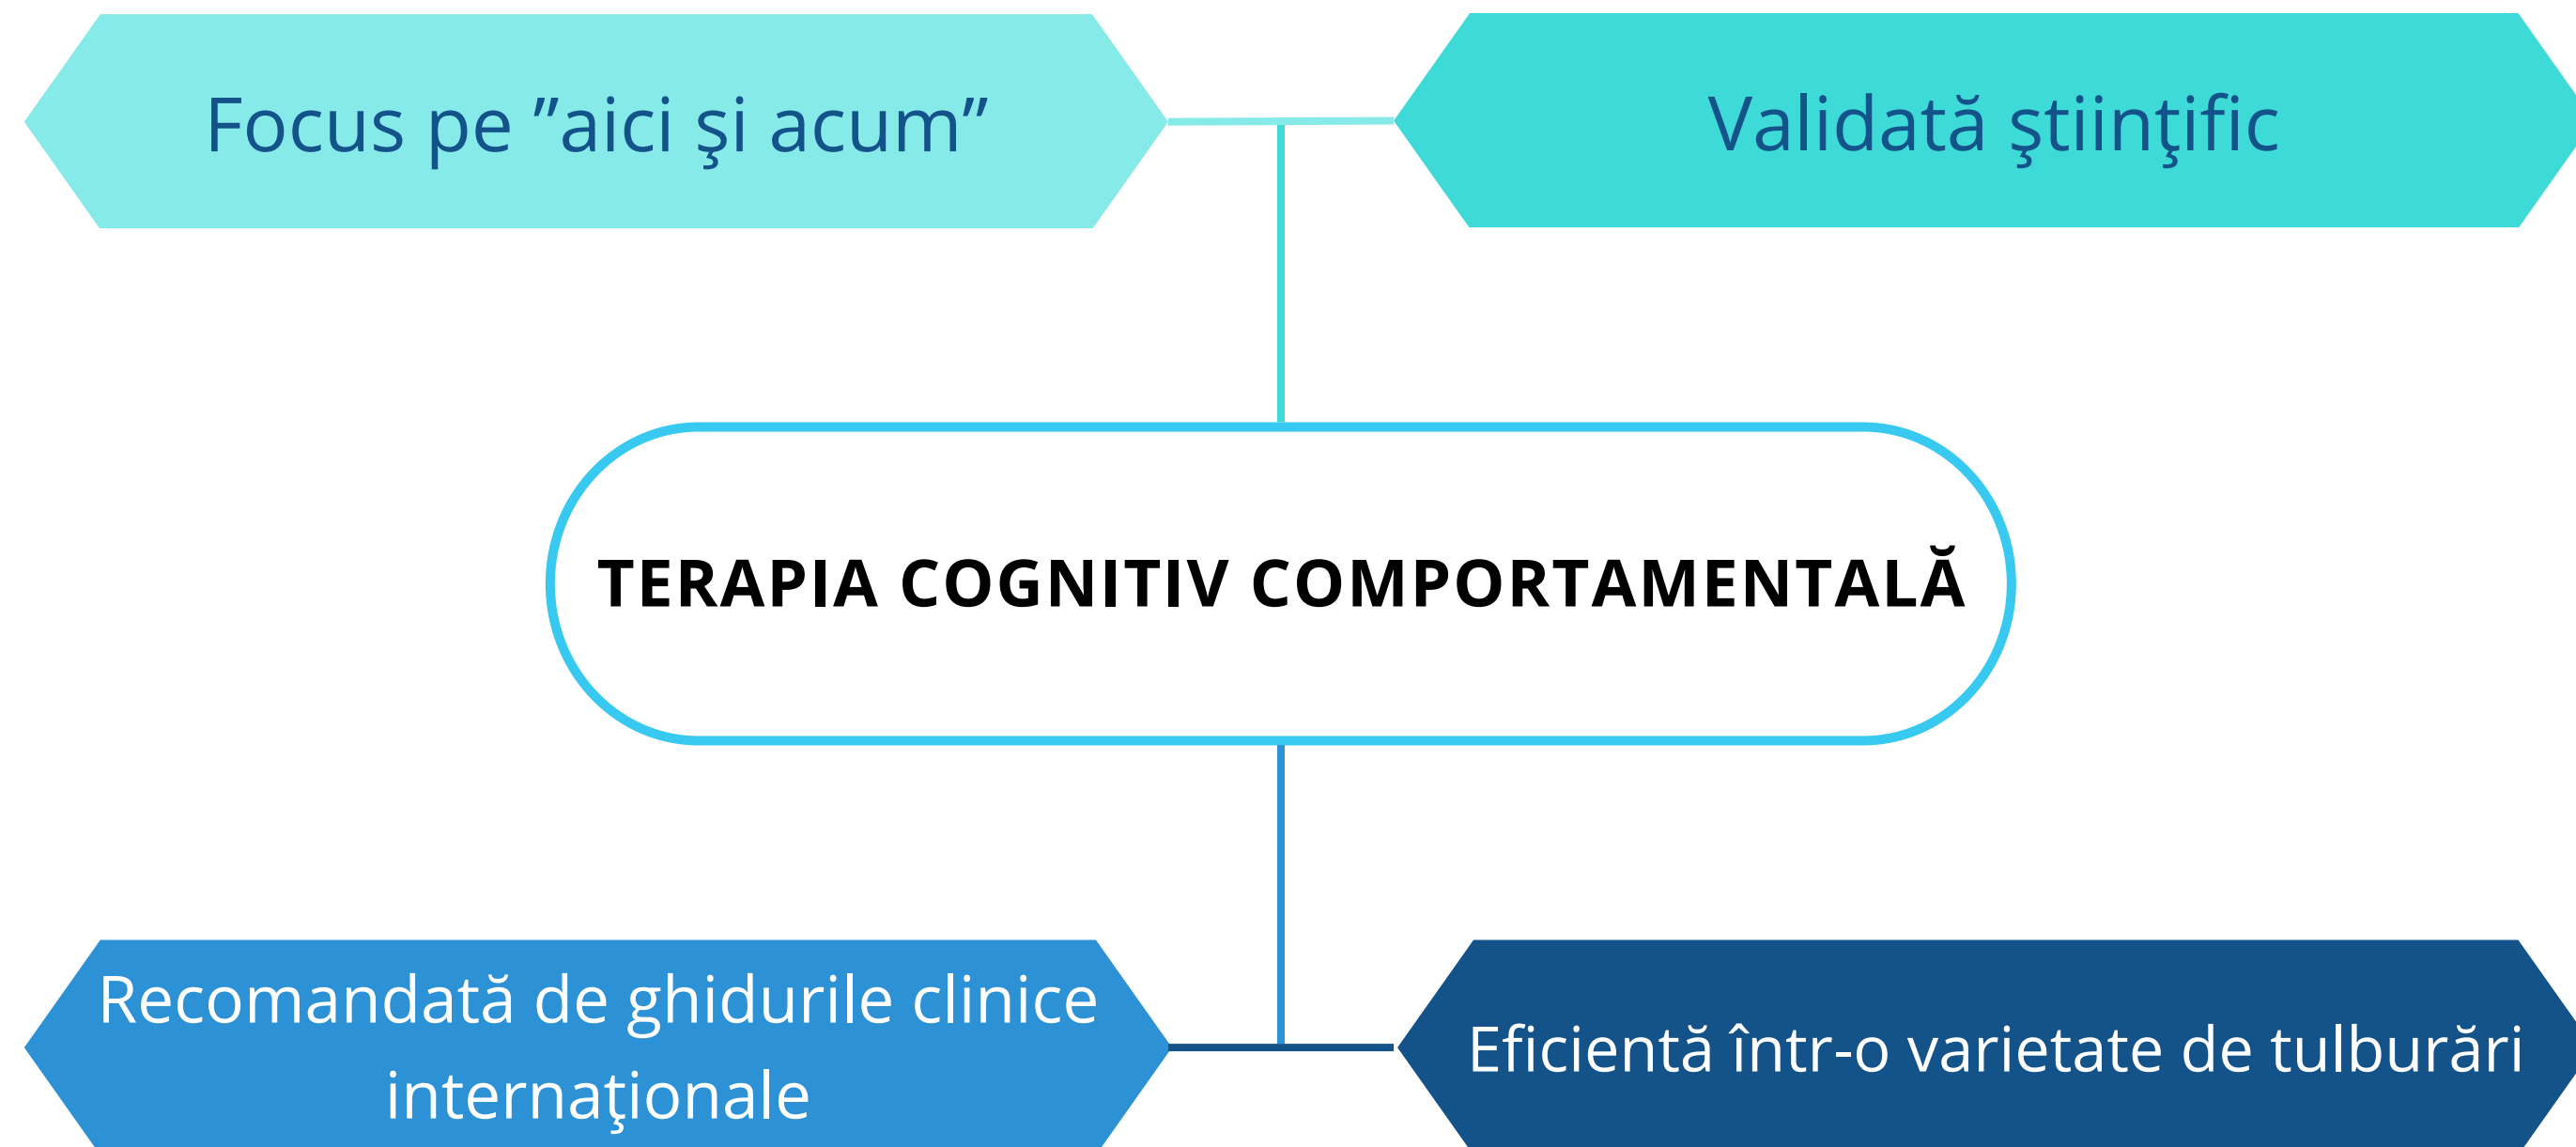 Focus pe ”aici şi acum”
Validată ştiinţific
TERAPIA COGNITIV COMPORTAMENTALĂ
Recomandată de ghidurile clinice
internaţionale
Eficientă într-o varietate de tulburări